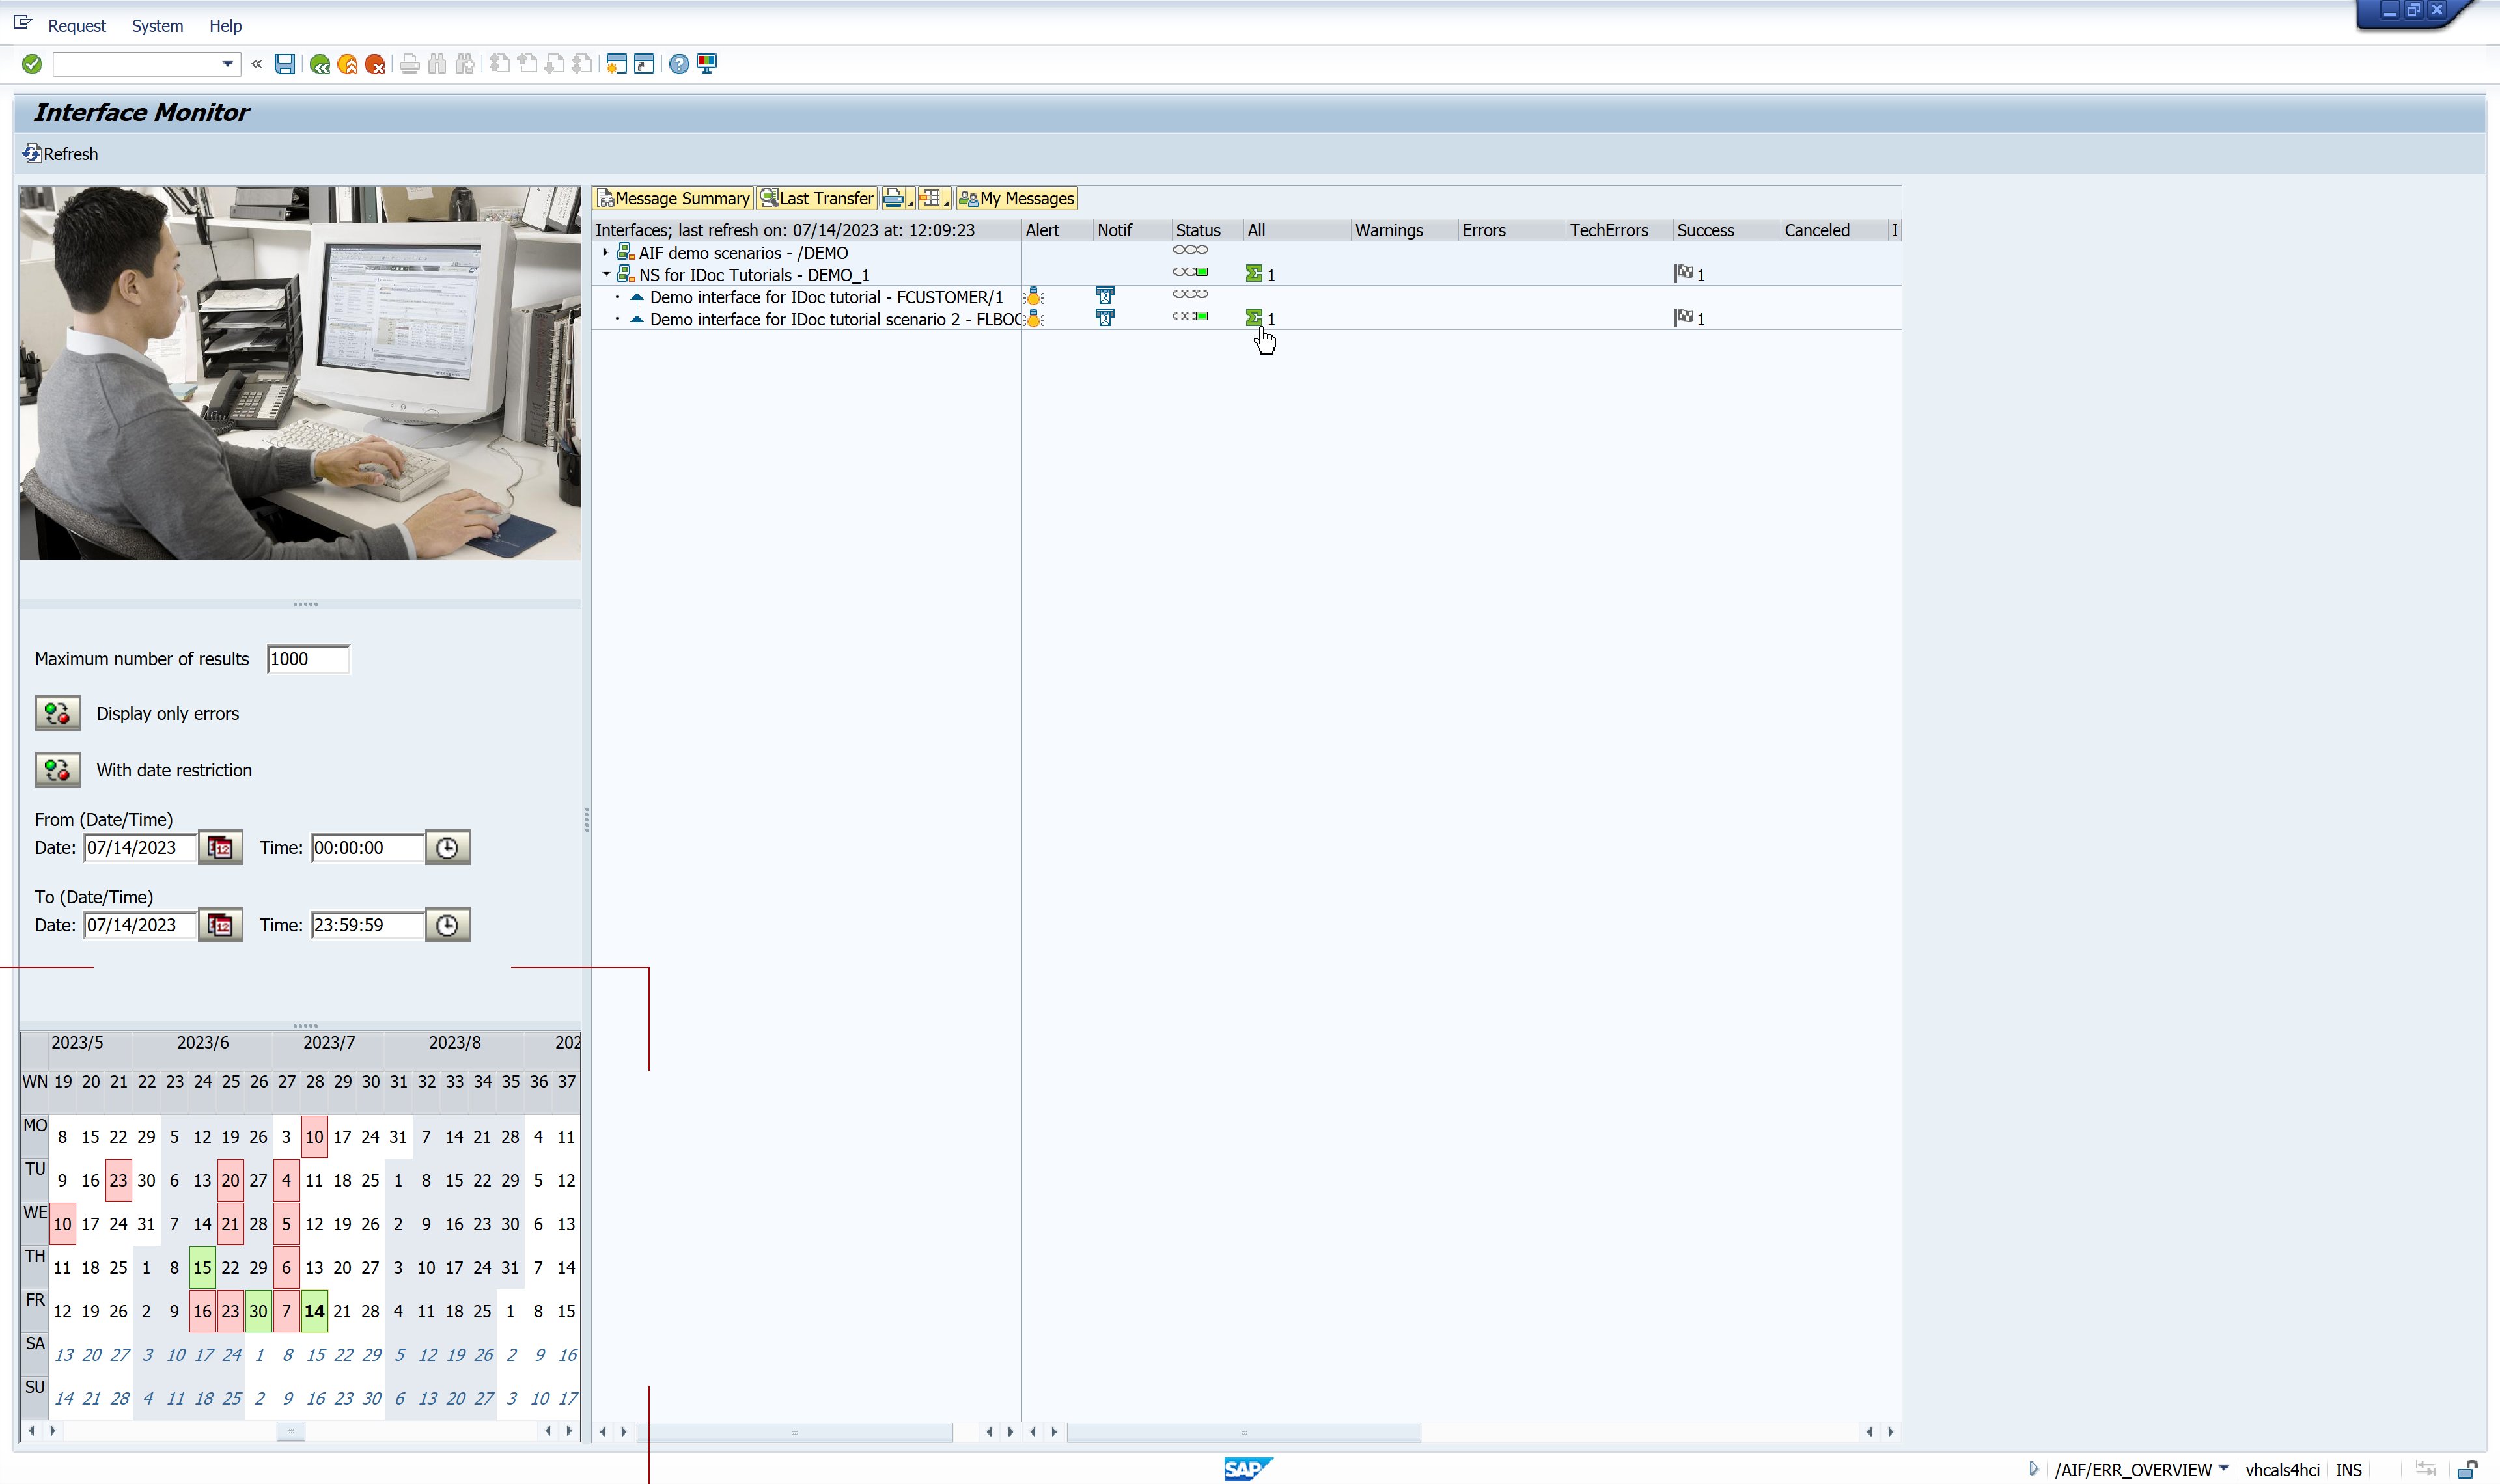 Request System Help
Interface Monitor
Refresh
Message Summary Last Transfer My Messages
Interfaces; last refresh on: 07/14/2023 at: 12:09:23 Alert Notif Status All Warnings Errors TechErrors Success Canceled I
AIF demo scenarios - /DEMO
NS for IDoc Tutorials - DEMO_1 1 1
Demo interface for IDoc tutorial - FCUSTOMER/1
Demo interface for IDoc tutorial scenario 2 - FLBOO 1 1
Maximum number of results 1000
Display only errors
With date restriction
From (Date/Time)
Date: 07/14/2023 Time: 00:00:00
To (Date/Time)
Date: 07/14/2023 Time: 23:59:59
2023/5 2023/6 2023/7 2023/8 202
WN 19 20 21 22 23 24 25 26 27 28 29 30 31 32 33 34 35 36 37
MO 8 15 22 29 5 12 19 26 3 10 17 24 31 7 14 21 28 4 11
TU 9 16 23 30 6 13 20 27 4 11 18 25 1 8 15 22 29 5 12
WE 10 17 24 31 7 14 21 28 5 12 19 26 2 9 16 23 30 6 13
TH 11 18 25 1 8 15 22 29 6 13 20 27 3 10 17 24 31 7 14
FR 12 19 26 2 9 16 23 30 7 14 21 28 4 11 18 25 1 8 15
SA 13 20 27 3 10 17 24 1 8 15 22 29 5 12 19 26 2 9 16
SU 14 21 28 4 11 18 25 2 9 16 23 30 6 13 20 27 3 10 17
SAP /AIF/ERR_OVERVIEW vhcals4hci INS